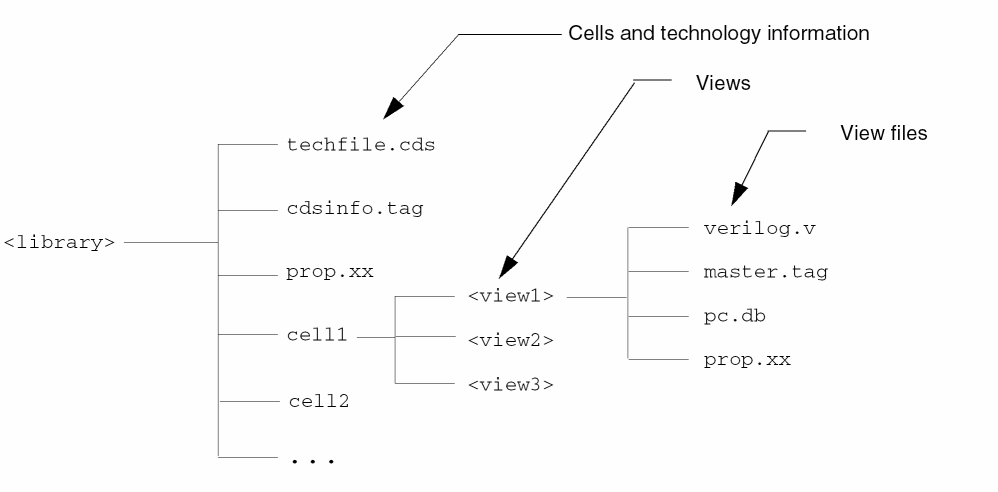 Cells and technology information
Views
View files
techfile.cds
cdsinfo.tag
<library>
prop.xx
cell1
cell2
...
<view1>
<view2>
<view3>
verilog.v
master.tag
pc.db
prop.xx